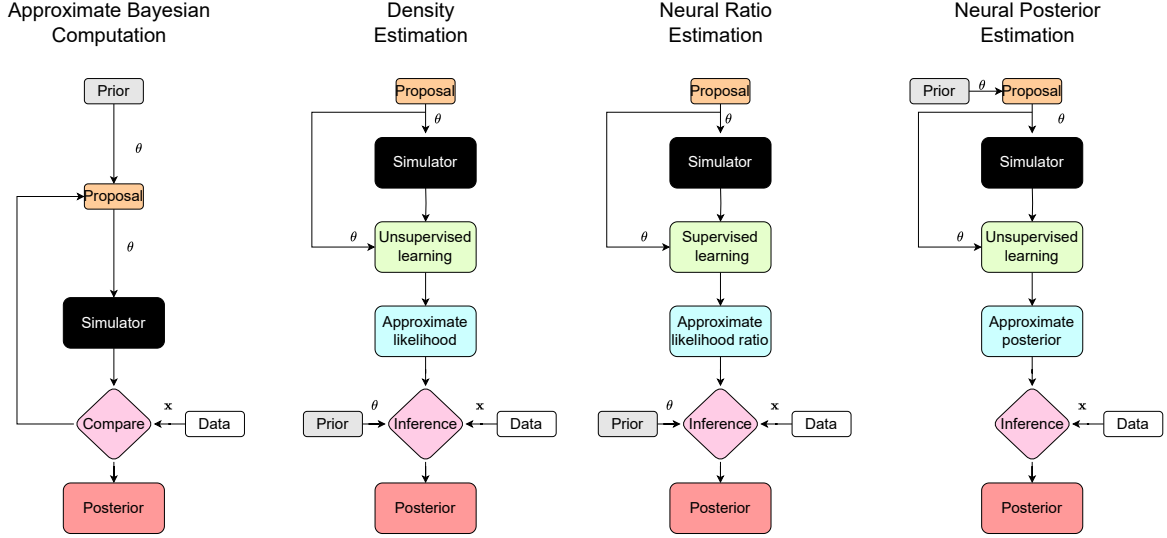 Approximate Bayesian
Computation
Prior
θ
Proposal
θ
Simulator
Compare
x
Data
Posterior
Density
Estimation
Proposal
θ
Simulator
θ
Unsupervised
learning
Approximate
likelihood
Prior
θ
Inference
x
Data
Posterior
Neural Ratio
Estimation
Proposal
θ
Simulator
θ
Supervised
learning
Approximate
likelihood ratio
Prior
θ
Inference
x
Data
Posterior
Neural Posterior
Estimation
Prior
θ
Proposal
θ
Simulator
θ
Unsupervised
learning
Approximate
posterior
Inference
x
Data
Posterior